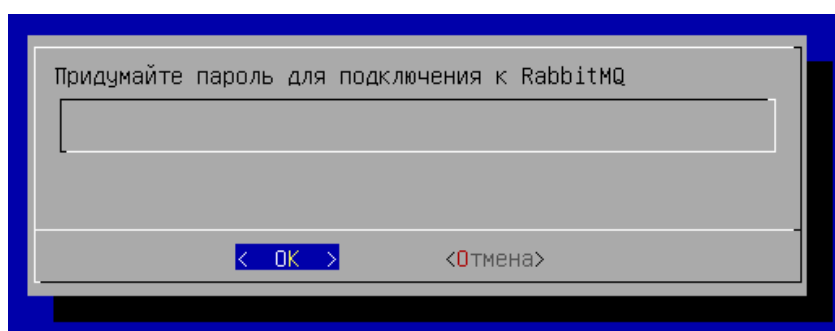 Придумайте пароль для подключения к RabbitMQ
< OK > <Отмена>